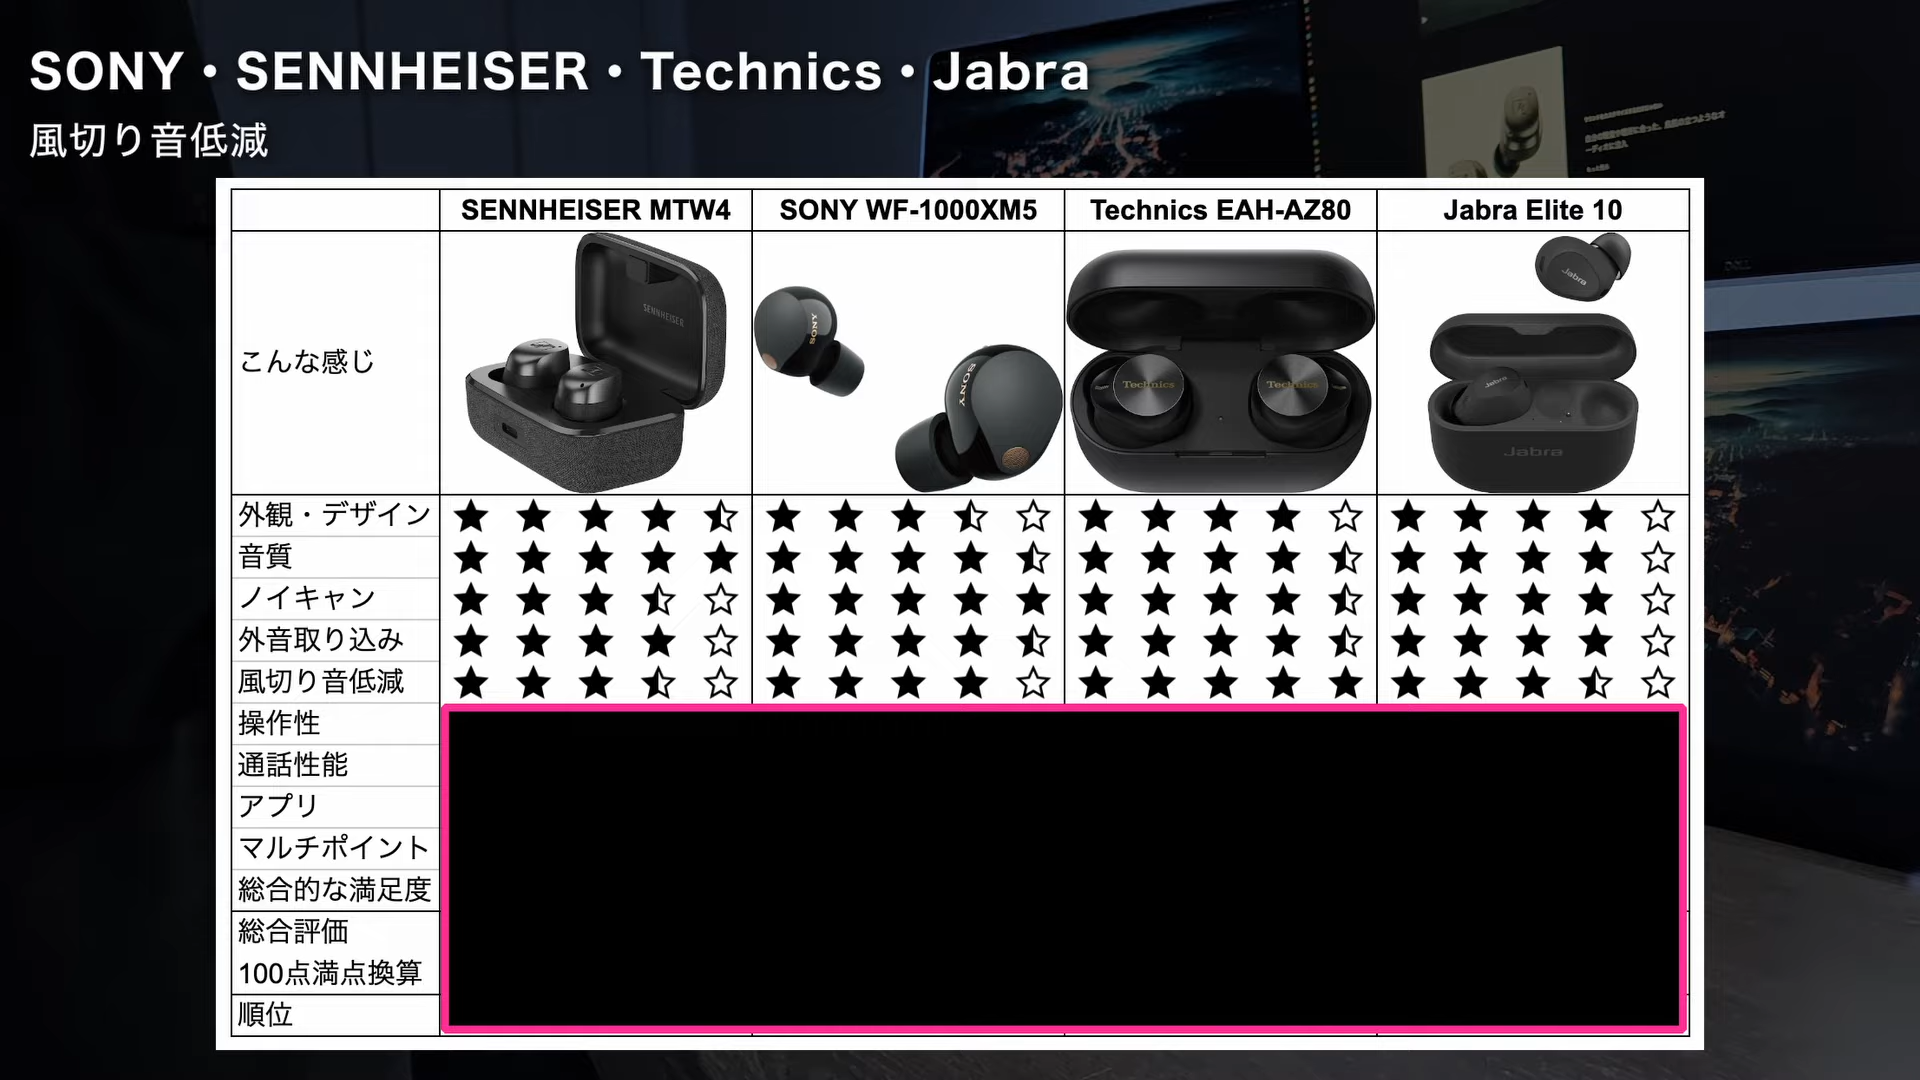 SONY・SENNHEISER・Technics・Jabra
風切り音低減
SENNHEISER MTW4 SONY WF-1000XM5 Technics EAH-AZ80 Jabra Elite 10
こんな感じ
SENNHEISER
SONY
SONY
Technics
Technics
Jabra
Jabra
Jabra
外観・デザイン ★★★★⯪ ★★★⯪☆ ★★★★☆ ★★★★☆
音質 ★★★★★ ★★★★⯪ ★★★★⯪ ★★★★☆
ノイキャン ★★★⯪☆ ★★★★★ ★★★★⯪ ★★★★☆
外音取り込み ★★★★☆ ★★★★⯪ ★★★★⯪ ★★★★☆
風切り音低減 ★★★⯪☆ ★★★★☆ ★★★★★ ★★★⯪☆
操作性
通話性能
アプリ
マルチポイント
総合的な満足度
総合評価
100点満点換算
順位